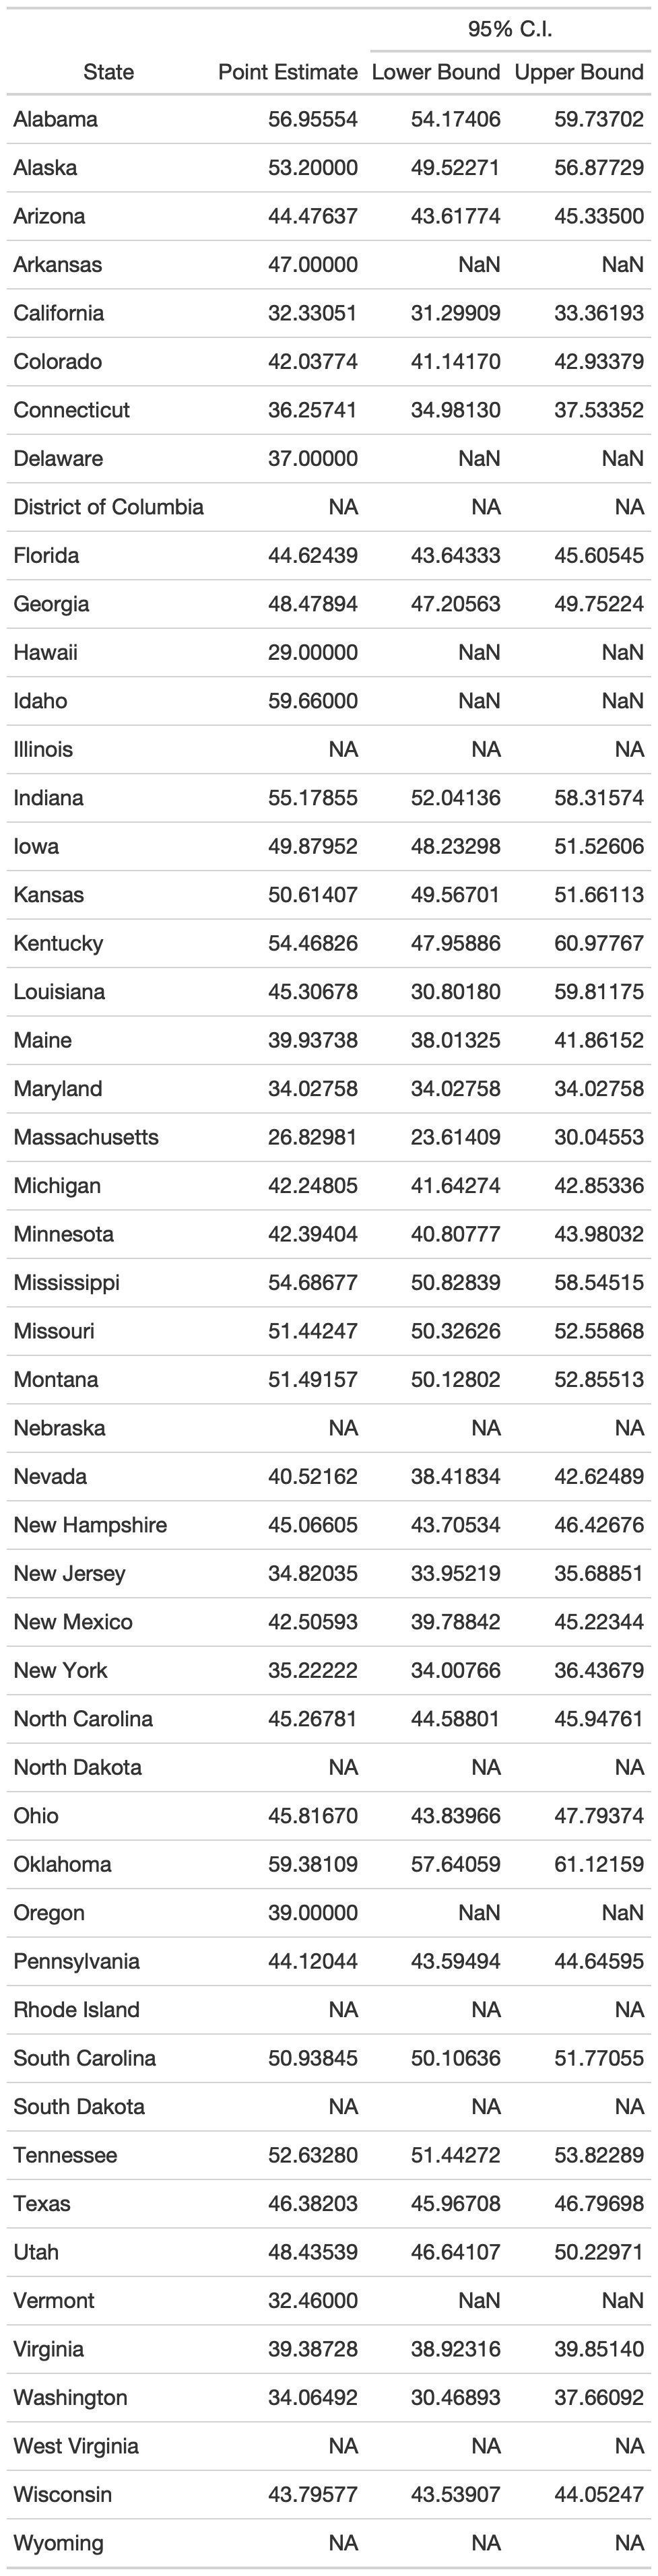 95% C.I.
State Point Estimate Lower Bound Upper Bound
Alabama 56.95554 54.17406 59.73702
Alaska 53.20000 49.52271 56.87729
Arizona 44.47637 43.61774 45.33500
Arkansas 47.00000 NaN NaN
California 32.33051 31.29909 33.36193
Colorado 42.03774 41.14170 42.93379
Connecticut 36.25741 34.98130 37.53352
Delaware 37.00000 NaN NaN
District of Columbia NA NA NA
Florida 44.62439 43.64333 45.60545
Georgia 48.47894 47.20563 49.75224
Hawaii 29.00000 NaN NaN
Idaho 59.66000 NaN NaN
Illinois NA NA NA
Indiana 55.17855 52.04136 58.31574
Iowa 49.87952 48.23298 51.52606
Kansas 50.61407 49.56701 51.66113
Kentucky 54.46826 47.95886 60.97767
Louisiana 45.30678 30.80180 59.81175
Maine 39.93738 38.01325 41.86152
Maryland 34.02758 34.02758 34.02758
Massachusetts 26.82981 23.61409 30.04553
Michigan 42.24805 41.64274 42.85336
Minnesota 42.39404 40.80777 43.98032
Mississippi 54.68677 50.82839 58.54515
Missouri 51.44247 50.32626 52.55868
Montana 51.49157 50.12802 52.85513
Nebraska NA NA NA
Nevada 40.52162 38.41834 42.62489
New Hampshire 45.06605 43.70534 46.42676
New Jersey 34.82035 33.95219 35.68851
New Mexico 42.50593 39.78842 45.22344
New York 35.22222 34.00766 36.43679
North Carolina 45.26781 44.58801 45.94761
North Dakota NA NA NA
Ohio 45.81670 43.83966 47.79374
Oklahoma 59.38109 57.64059 61.12159
Oregon 39.00000 NaN NaN
Pennsylvania 44.12044 43.59494 44.64595
Rhode Island NA NA NA
South Carolina 50.93845 50.10636 51.77055
South Dakota NA NA NA
Tennessee 52.63280 51.44272 53.82289
Texas 46.38203 45.96708 46.79698
Utah 48.43539 46.64107 50.22971
Vermont 32.46000 NaN NaN
Virginia 39.38728 38.92316 39.85140
Washington 34.06492 30.46893 37.66092
West Virginia NA NA NA
Wisconsin 43.79577 43.53907 44.05247
Wyoming NA NA NA